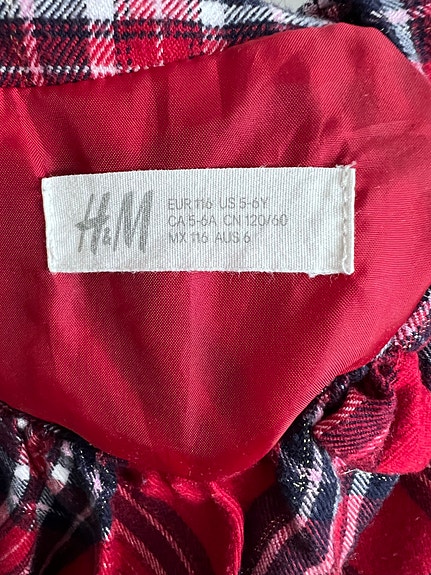 H&M
EUR 116 US 5-6Y
CA 5-6A CN 120/60
MX 116 AUS 6